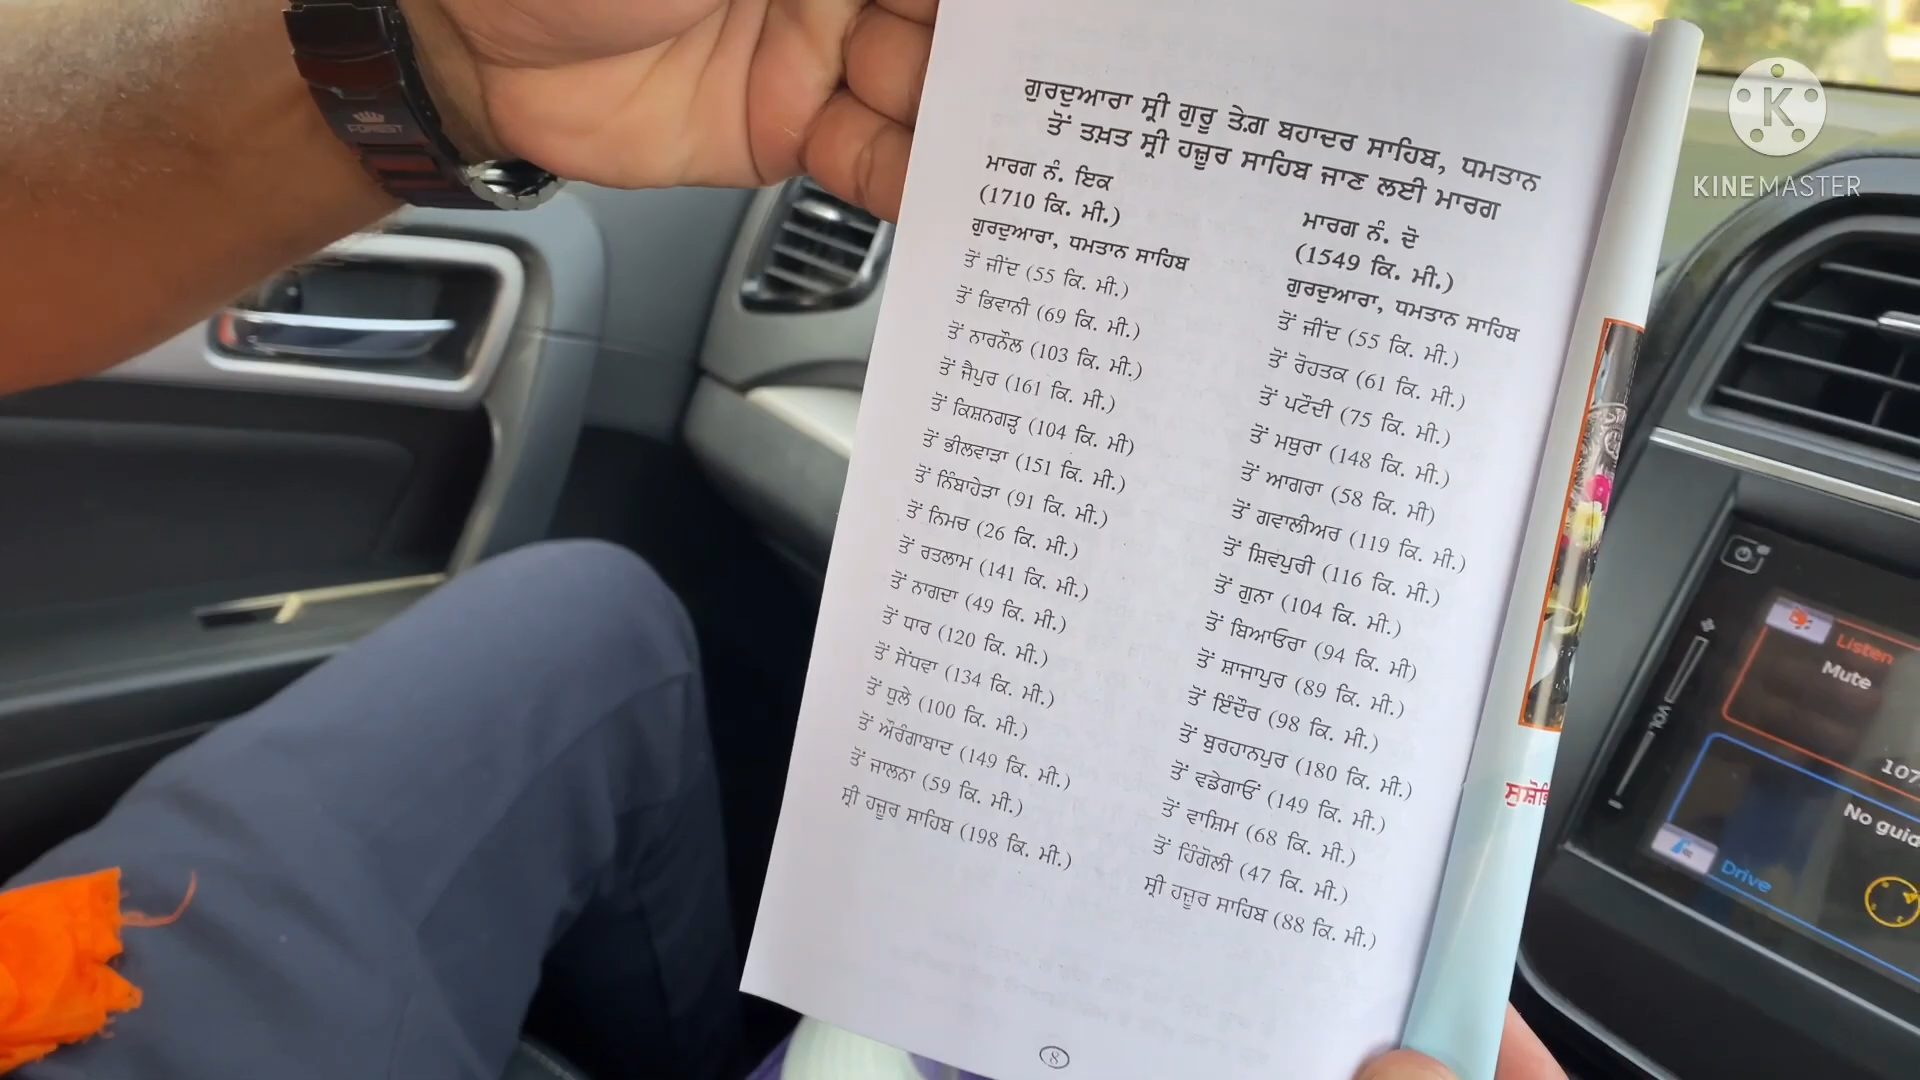 ਗੁਰਦੁਆਰਾ ਸ੍ਰੀ ਗੁਰੂ ਤੇਗ਼ ਬਹਾਦਰ ਸਾਹਿਬ, ਧਮਤਾਨ
ਤੋਂ ਤਖ਼ਤ ਸ੍ਰੀ ਹਜ਼ੂਰ ਸਾਹਿਬ ਜਾਣ ਲਈ ਮਾਰਗ
ਮਾਰਗ ਨੰ. ਇਕ
(1710 ਕਿ. ਮੀ.)
ਗੁਰਦੁਆਰਾ, ਧਮਤਾਨ ਸਾਹਿਬ
ਤੋਂ ਜੀਂਦ (55 ਕਿ. ਮੀ.)
ਤੋਂ ਭਿਵਾਨੀ (69 ਕਿ. ਮੀ.)
ਤੋਂ ਨਾਰਨੌਲ (103 ਕਿ. ਮੀ.)
ਤੋਂ ਜੈਪੁਰ (161 ਕਿ. ਮੀ.)
ਤੋਂ ਕਿਸ਼ਨਗੜ੍ਹ (104 ਕਿ. ਮੀ)
ਤੋਂ ਭੀਲਵਾੜਾ (151 ਕਿ. ਮੀ.)
ਤੋਂ ਨਿੰਬਾਹੇੜਾ (91 ਕਿ. ਮੀ.)
ਤੋਂ ਨਿਮਚ (26 ਕਿ. ਮੀ.)
ਤੋਂ ਰਤਲਾਮ (141 ਕਿ. ਮੀ.)
ਤੋਂ ਨਾਗਦਾ (49 ਕਿ. ਮੀ.)
ਤੋਂ ਧਾਰ (120 ਕਿ. ਮੀ.)
ਤੋਂ ਸੇਂਧਵਾ (134 ਕਿ. ਮੀ.)
ਤੋਂ ਧੁਲੇ (100 ਕਿ. ਮੀ.)
ਤੋਂ ਔਰੰਗਾਬਾਦ (149 ਕਿ. ਮੀ.)
ਤੋਂ ਜਾਲਨਾ (59 ਕਿ. ਮੀ.)
ਸ੍ਰੀ ਹਜ਼ੂਰ ਸਾਹਿਬ (198 ਕਿ. ਮੀ.)
ਮਾਰਗ ਨੰ. ਦੋ
(1549 ਕਿ. ਮੀ.)
ਗੁਰਦੁਆਰਾ, ਧਮਤਾਨ ਸਾਹਿਬ
ਤੋਂ ਜੀਂਦ (55 ਕਿ. ਮੀ.)
ਤੋਂ ਰੋਹਤਕ (61 ਕਿ. ਮੀ.)
ਤੋਂ ਪਟੌਦੀ (75 ਕਿ. ਮੀ.)
ਤੋਂ ਮਥੁਰਾ (148 ਕਿ. ਮੀ.)
ਤੋਂ ਆਗਰਾ (58 ਕਿ. ਮੀ)
ਤੋਂ ਗਵਾਲੀਅਰ (119 ਕਿ. ਮੀ.)
ਤੋਂ ਸ਼ਿਵਪੁਰੀ (116 ਕਿ. ਮੀ.)
ਤੋਂ ਗੁਨਾ (104 ਕਿ. ਮੀ.)
ਤੋਂ ਬਿਆਓਰਾ (94 ਕਿ. ਮੀ)
ਤੋਂ ਸ਼ਾਜਾਪੁਰ (89 ਕਿ. ਮੀ.)
ਤੋਂ ਇੰਦੌਰ (98 ਕਿ. ਮੀ.)
ਤੋਂ ਬੁਰਹਾਨਪੁਰ (180 ਕਿ. ਮੀ.)
ਤੋਂ ਵਡੇਗਾਓਂ (149 ਕਿ. ਮੀ.)
ਤੋਂ ਵਾਸ਼ਿਮ (68 ਕਿ. ਮੀ.)
ਤੋਂ ਹਿੰਗੋਲੀ (47 ਕਿ. ਮੀ.)
ਸ੍ਰੀ ਹਜ਼ੂਰ ਸਾਹਿਬ (88 ਕਿ. ਮੀ.)
8
FOREST
KINEMASTER
Listen
Mute
VOL
107
No
Drive